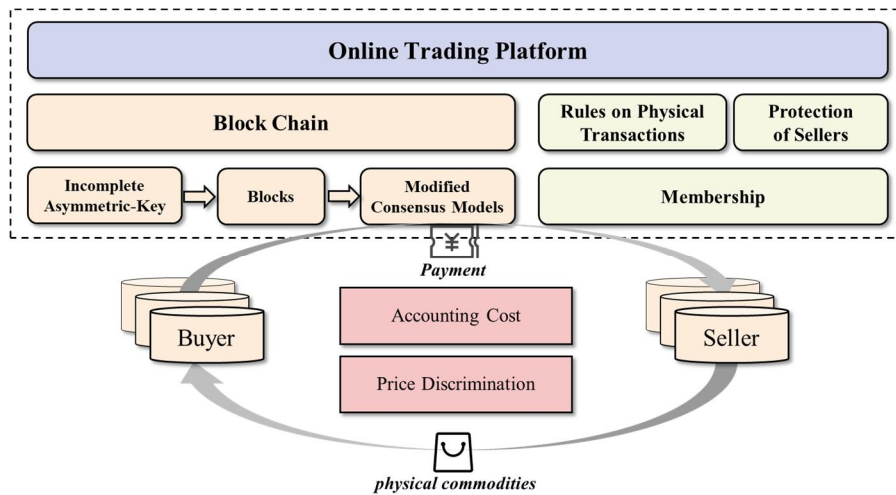 Online Trading Platform
Block Chain
Rules on Physical
Transactions
Protection
of Sellers
Incomplete
Asymmetric-Key
Blocks
Modified
Consensus Models
Membership
¥
Payment
Accounting Cost
Buyer
Seller
Price Discrimination
physical commodities